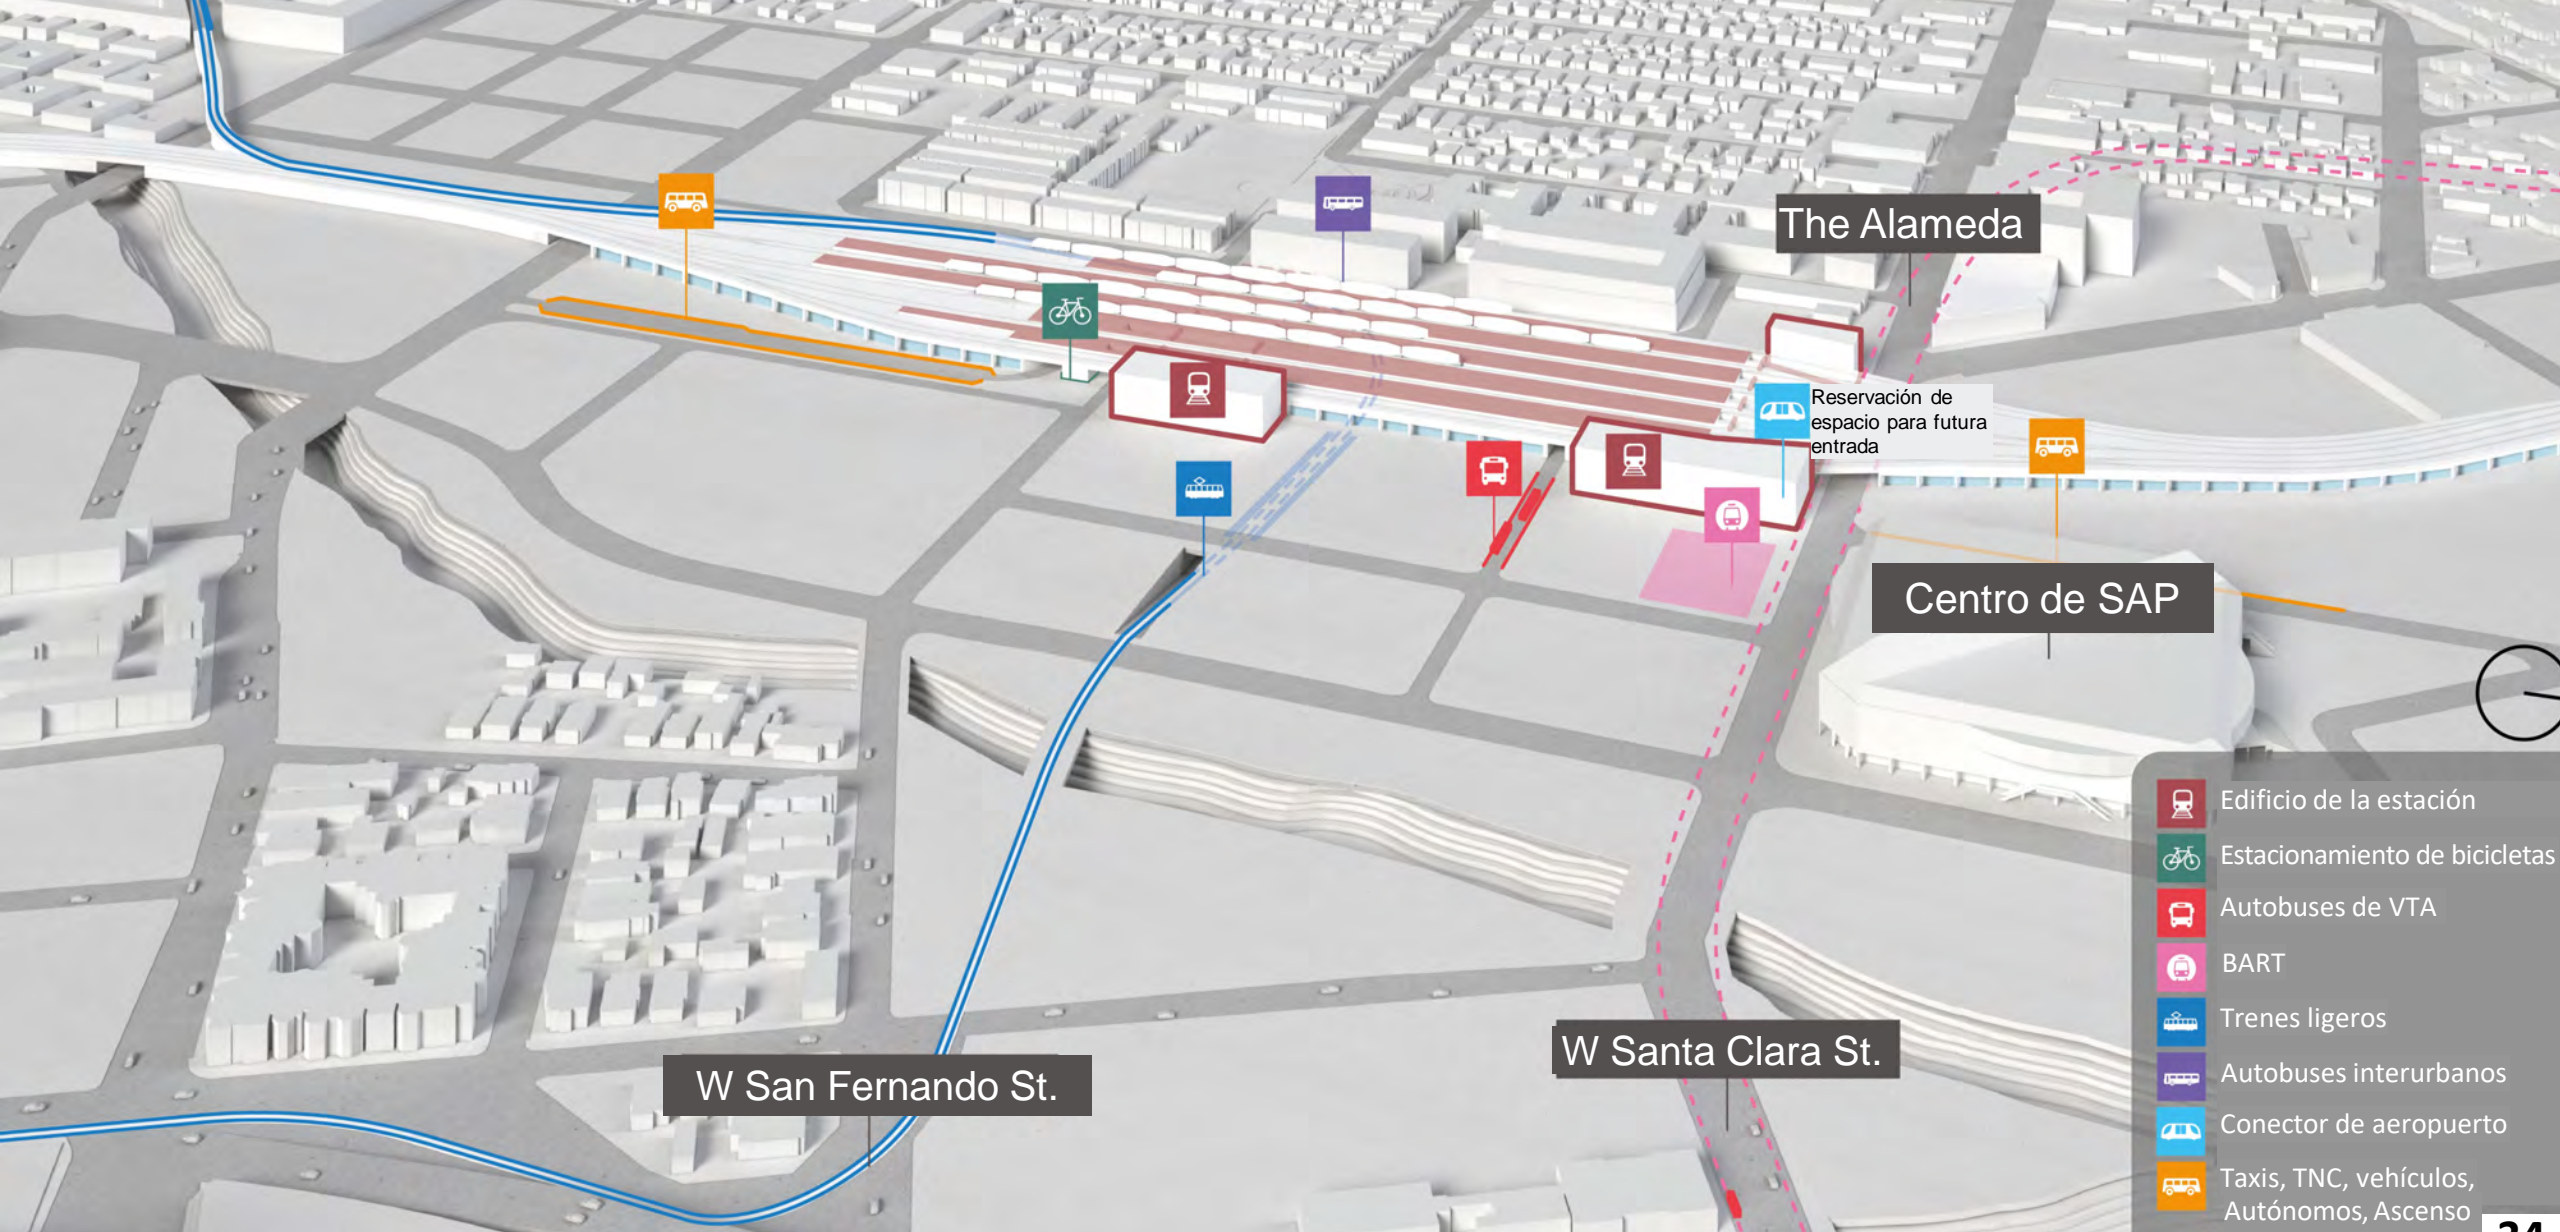 The Alameda
Reservación de
espacio para futura
entrada
Centro de SAP
W Santa Clara St.
W San Fernando St.
Edificio de la estación
Estacionamiento de bicicletas
Autobuses de VTA
BART
Trenes ligeros
Autobuses interurbanos
Conector de aeropuerto
Taxis, TNC, vehículos,
Autónomos, Ascenso